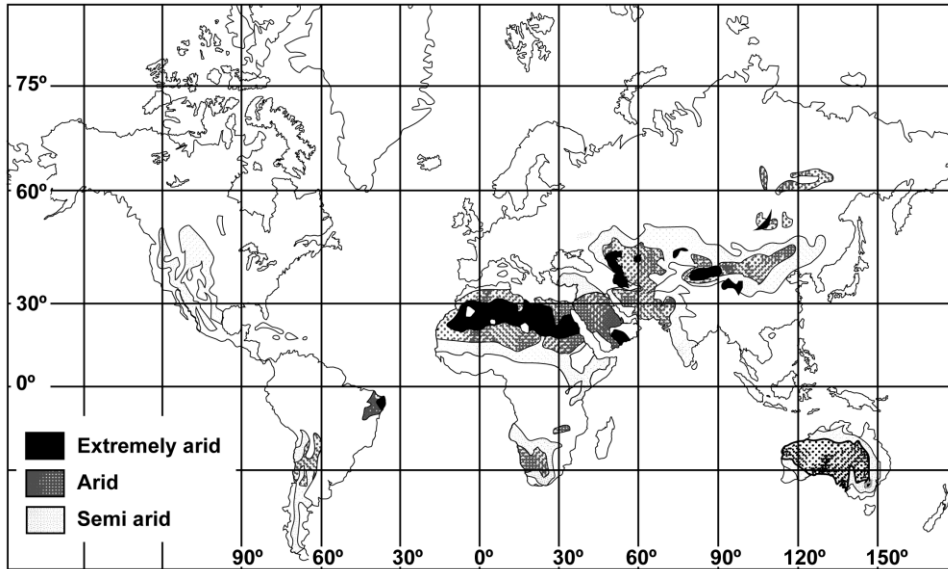 75º
60º
30º
0º
Extremely arid
Arid
Semi arid
90º 60º 30º 0º 30º 60º 90º 120º 150º